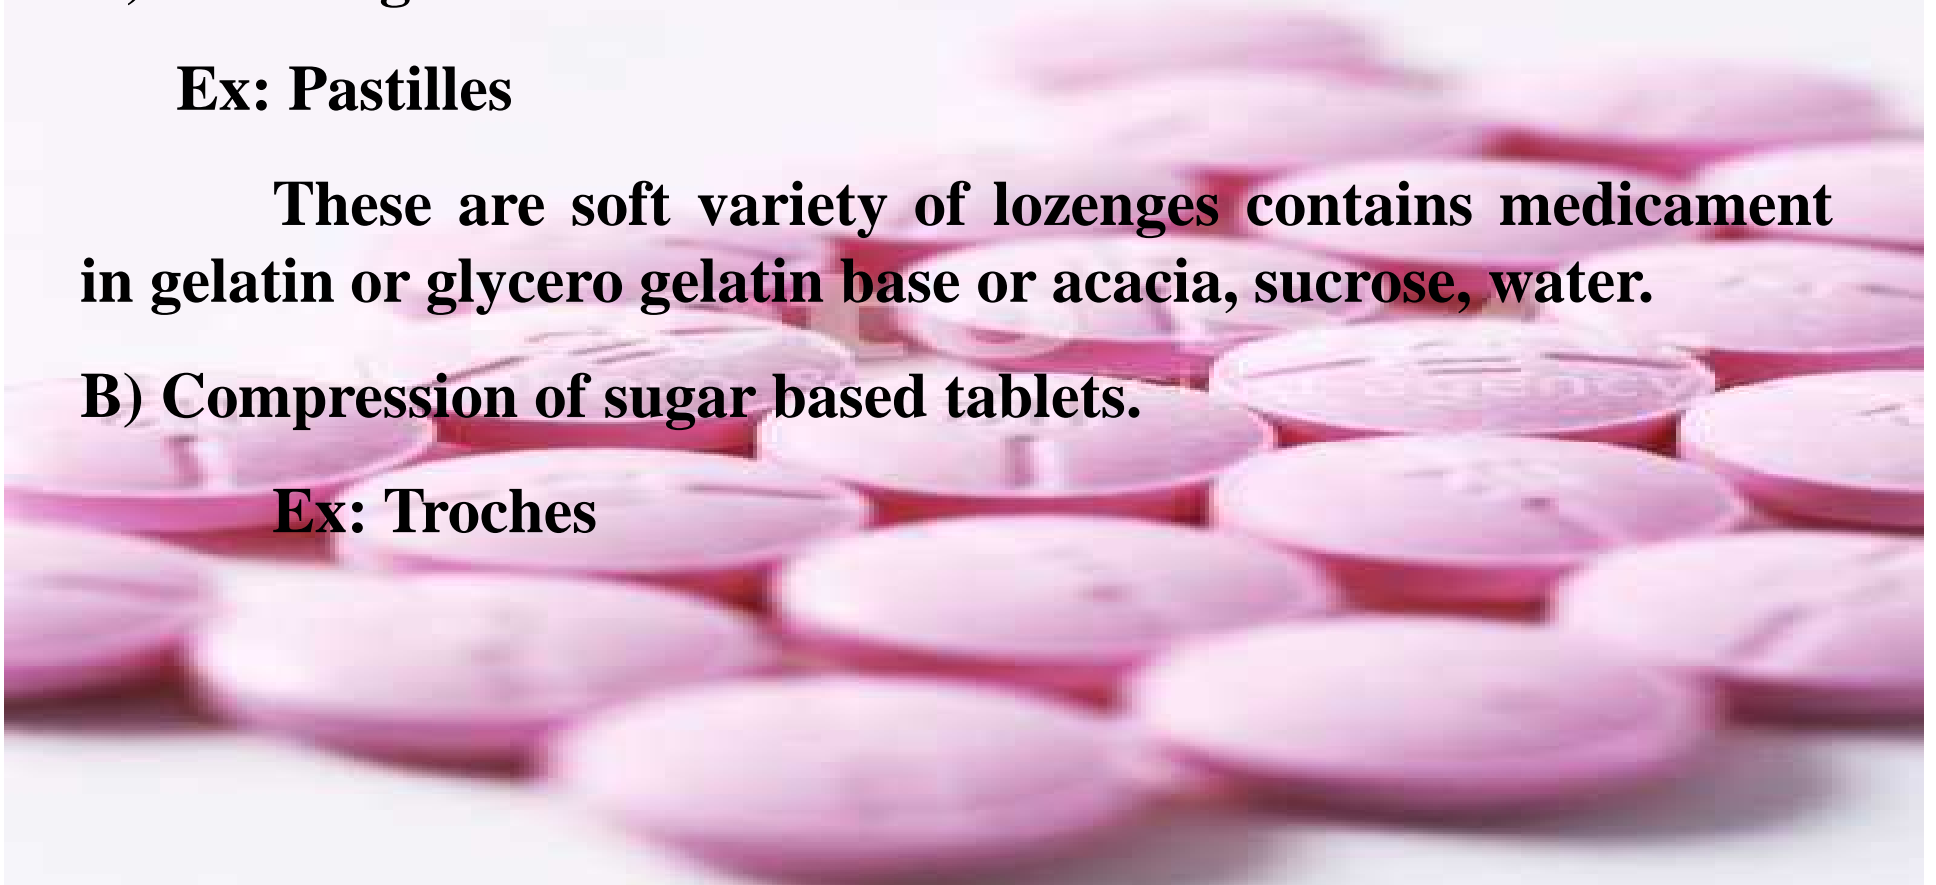 Ex: Pastilles
These are soft variety of lozenges contains medicament
in gelatin or glycero gelatin base or acacia, sucrose, water.
B) Compression of sugar based tablets.
Ex: Troches